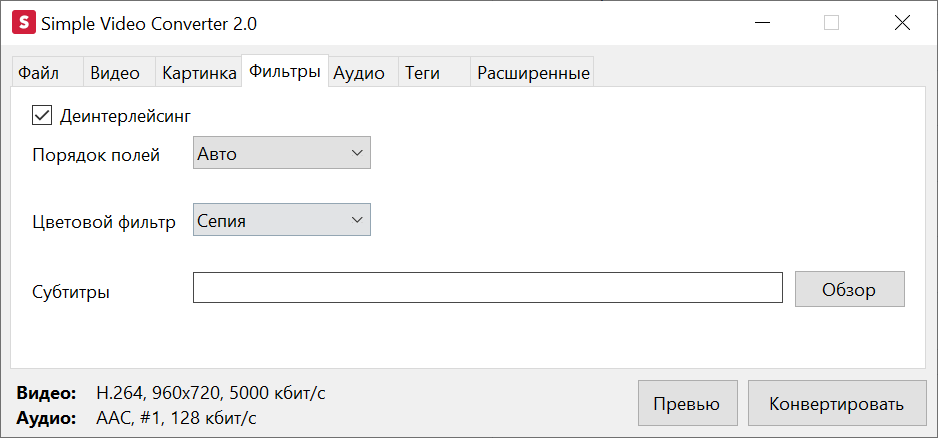 S Simple Video Converter 2.0
Файл Видео Картинка Фильтры Аудио Теги Расширенные
Деинтерлейсинг
Порядок полей Авто
Цветовой фильтр Сепия
Субтитры Обзор
Видео: H.264, 960x720, 5000 кбит/с
Аудио: AAC, #1, 128 кбит/с
Превью Конвертировать